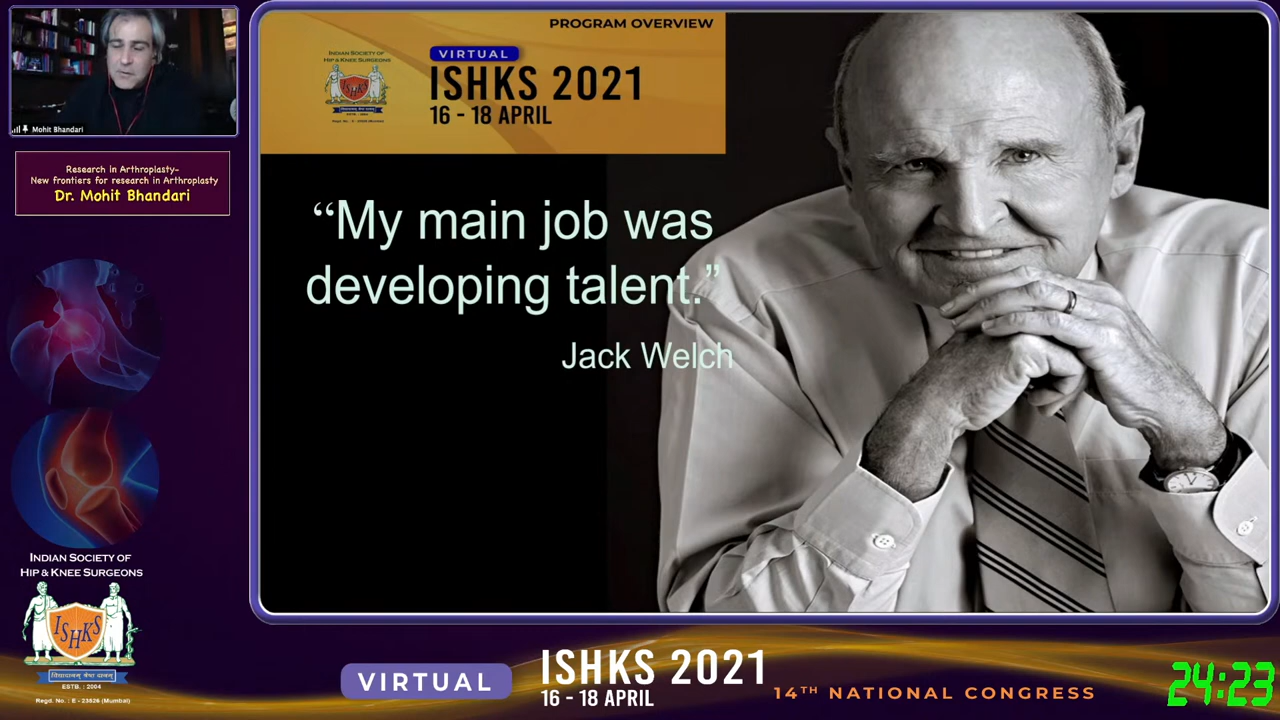 Mohit Bhandari
Research in Arthroplasty-
New frontiers for research in Arthroplasty
Dr. Mohit Bhandari
PROGRAM OVERVIEW
INDIAN SOCIETY OF
HIP & KNEE SURGEONS
ISHKS
VIRTUAL
ISHKS 2021
16 - 18 APRIL
“My main job was
developing talent.”
Jack Welch
INDIAN SOCIETY OF
HIP & KNEE SURGEONS
ISHKS
ESTB. : 2004
Regd. No. : E - 23526 (Mumbai)
VIRTUAL
ISHKS 2021
16 - 18 APRIL
14TH NATIONAL CONGRESS
24:23